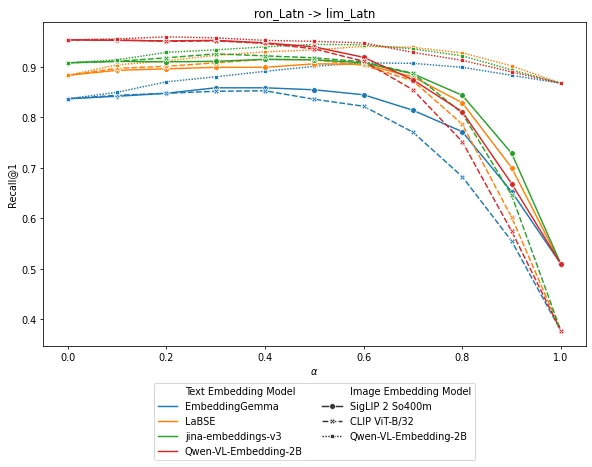 ron_Latn -> lim_Latn
Recall@1
0.9
0.8
0.7
0.6
0.5
0.4
0.0
0.2
0.4
0.6
0.8
1.0
α
Text Embedding Model
EmbeddingGemma
LaBSE
jina-embeddings-v3
Qwen-VL-Embedding-2B
Image Embedding Model
SigLIP 2 So400m
CLIP ViT-B/32
Qwen-VL-Embedding-2B